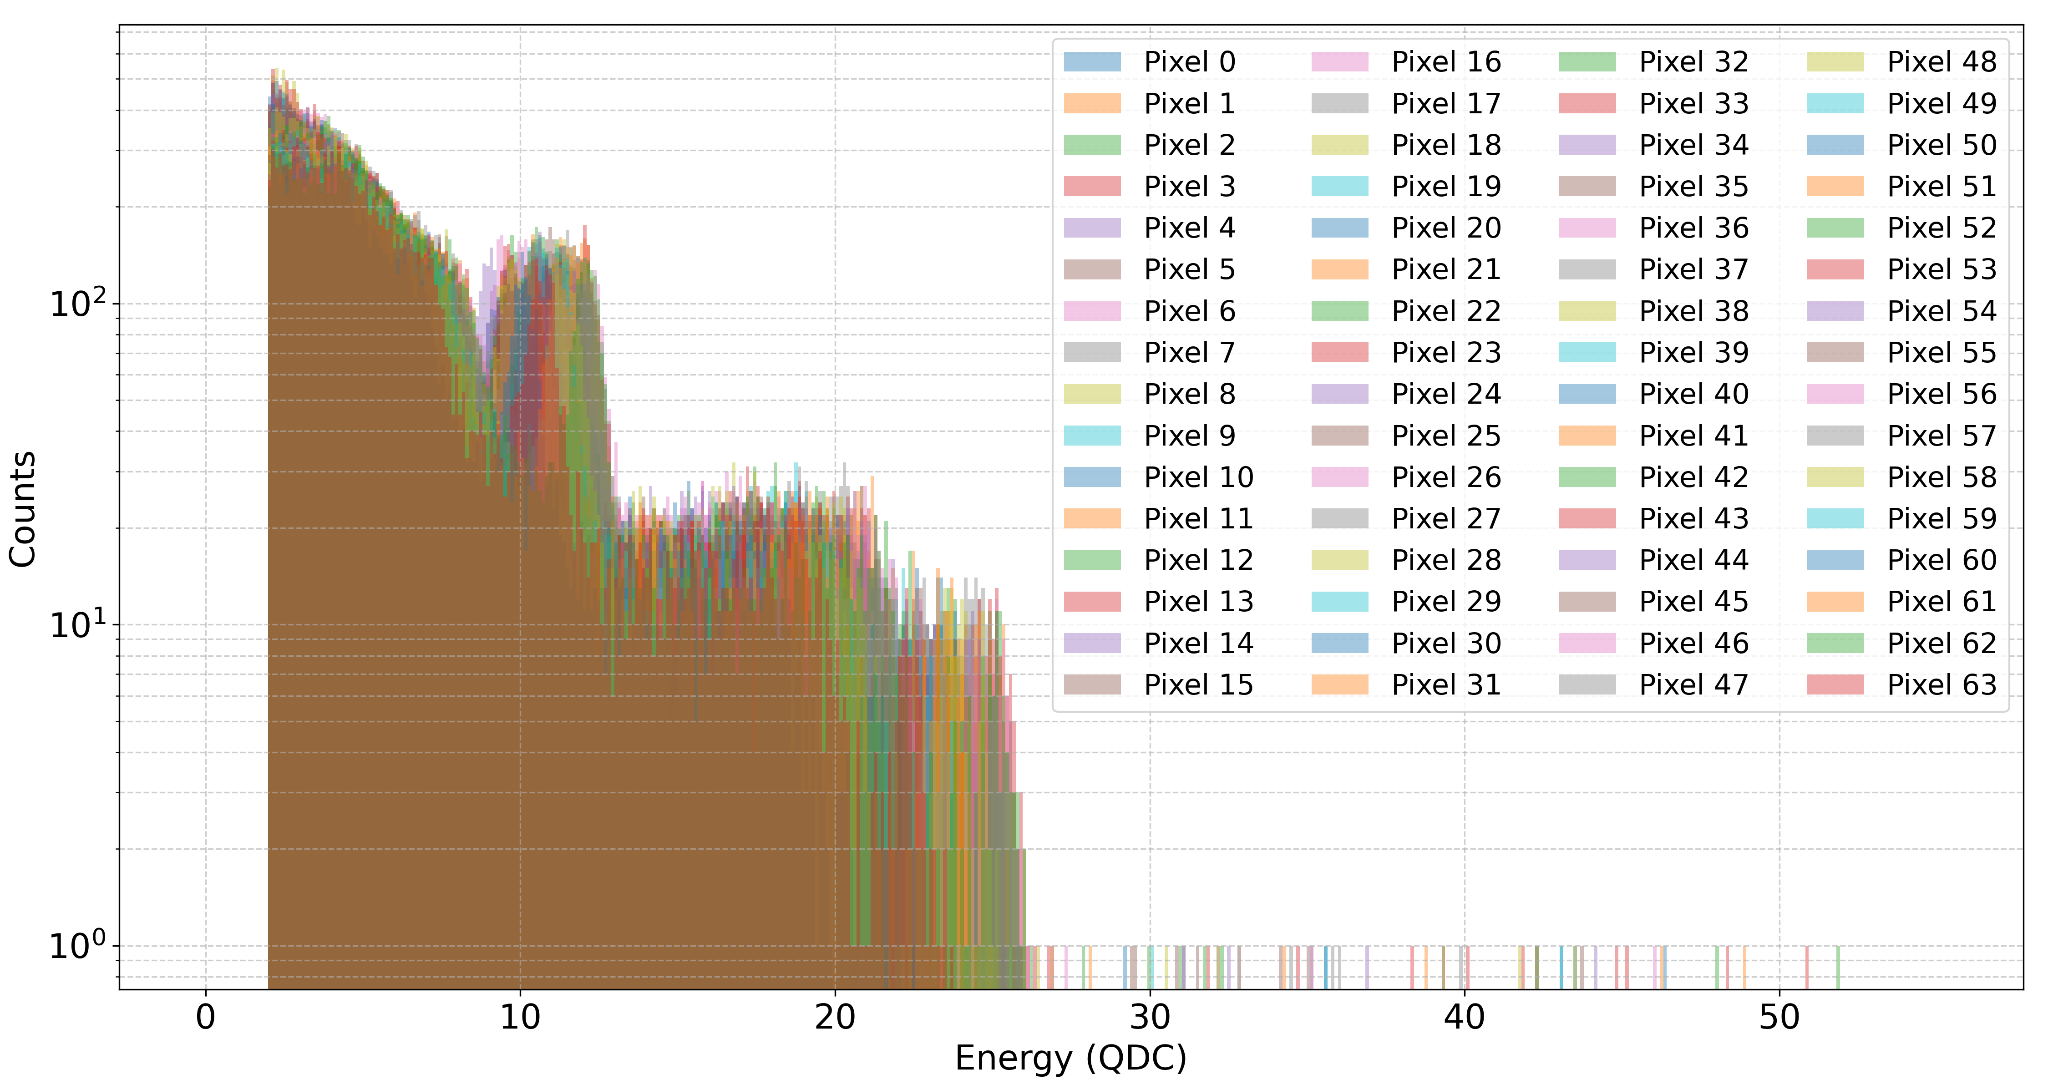 Counts
10²
10¹
10⁰
0 10 20 30 40 50
Energy (QDC)
Pixel 0 Pixel 16 Pixel 32 Pixel 48
Pixel 1 Pixel 17 Pixel 33 Pixel 49
Pixel 2 Pixel 18 Pixel 34 Pixel 50
Pixel 3 Pixel 19 Pixel 35 Pixel 51
Pixel 4 Pixel 20 Pixel 36 Pixel 52
Pixel 5 Pixel 21 Pixel 37 Pixel 53
Pixel 6 Pixel 22 Pixel 38 Pixel 54
Pixel 7 Pixel 23 Pixel 39 Pixel 55
Pixel 8 Pixel 24 Pixel 40 Pixel 56
Pixel 9 Pixel 25 Pixel 41 Pixel 57
Pixel 10 Pixel 26 Pixel 42 Pixel 58
Pixel 11 Pixel 27 Pixel 43 Pixel 59
Pixel 12 Pixel 28 Pixel 44 Pixel 60
Pixel 13 Pixel 29 Pixel 45 Pixel 61
Pixel 14 Pixel 30 Pixel 46 Pixel 62
Pixel 15 Pixel 31 Pixel 47 Pixel 63